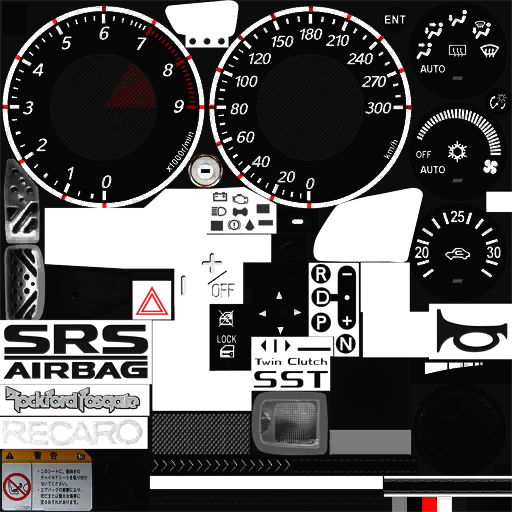 5 6 7
4 8
3 9
2
1 0
x1000r/min
120 150 180 210 240
100 270
80 300
60
40
20 0
km/h
ENT
AUTO
OFF
AUTO
20 25 30
OFF
LOCK
R
D
P
N
SRS
AIRBAG
Twin Clutch
SST
Rockford Fosgate
RECARO
警告